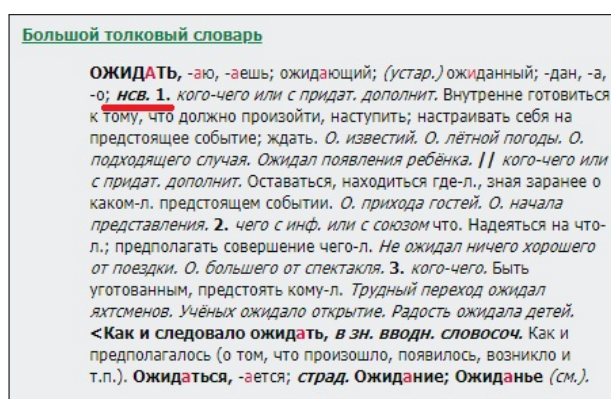 Большой толковый словарь
ОЖИДАТЬ, -аю, -аешь; ожидающий; (устар.) ожиданный; -дан, -а,
-о; нсв. 1. кого-чего или с придат. дополнит. Внутренне готовиться
к тому, что должно произойти, наступить; настраивать себя на
предстоящее событие; ждать. О. известий. О. лётной погоды. О.
подходящего случая. Ожидал появления ребёнка. // кого-чего или
с придат. дополнит. Оставаться, находиться где-л., зная заранее о
каком-л. предстоящем событии. О. прихода гостей. О. начала
представления. 2. чего с инф. или с союзом что. Надеяться на что-
л.; предполагать совершение чего-л. Не ожидал ничего хорошего
от поездки. О. большего от спектакля. 3. кого-чего. Быть
уготованным, предстоять кому-л. Трудный переход ожидал
яхтсменов. Учёных ожидало открытие. Радость ожидала детей.
<Как и следовало ожидать, в зн. вводн. словосоч. Как и
предполагалось (о том, что произошло, появилось, возникло и
т.п.). Ожидаться, -ается; страд. Ожидание; Ожиданье (см.).